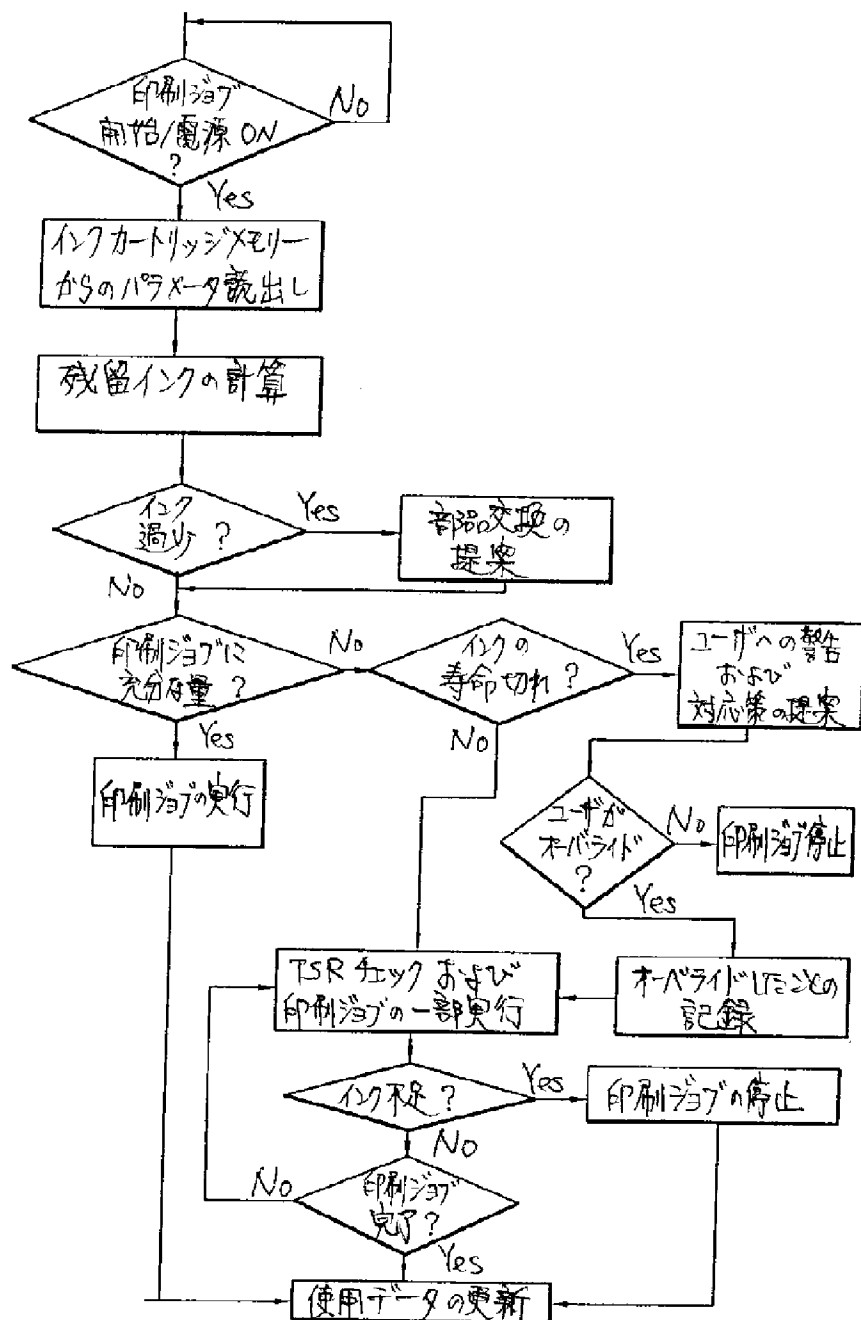 印刷ジョブ
開始/電源 ON
?
No
Yes
インクカートリッジメモリー
からのパラメータ読出し
残留インクの計算
インク
過少?
Yes
部品交換の
提案
No
印刷ジョブに
充分な量?
No
インクの
寿命切れ?
Yes
ユーザへの警告
および
対応策の提案
Yes
No
印刷ジョブの実行
ユーザが
オーバライド
?
No
印刷ジョブ停止
Yes
TSRチェックおよび
印刷ジョブの一部実行
オーバライドしたことの
記録
インク不足?
Yes
印刷ジョブの停止
No
印刷ジョブ
完了?
No
Yes
使用データの更新